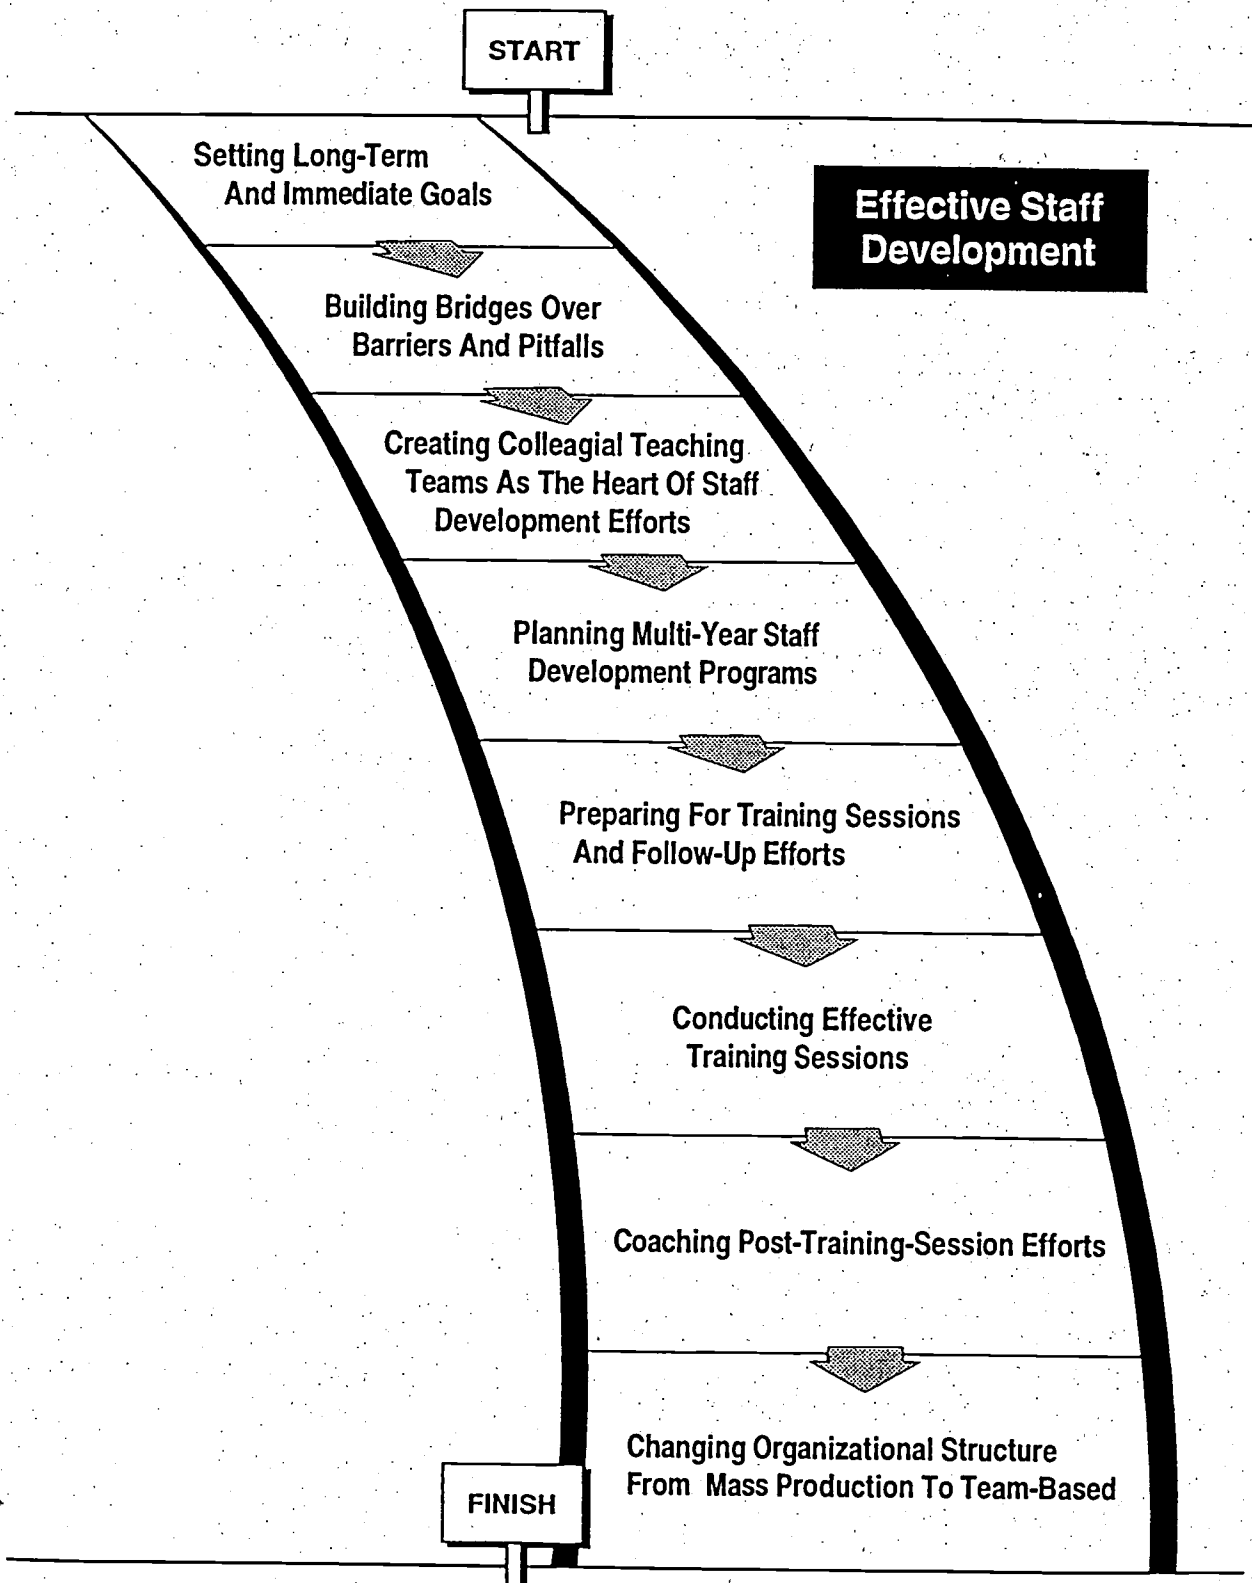 START
Setting Long-Term
And Immediate Goals
Effective Staff
Development
Building Bridges Over
Barriers And Pitfalls
Creating Colleagial Teaching
Teams As The Heart Of Staff
Development Efforts
Planning Multi-Year Staff
Development Programs
Preparing For Training Sessions
And Follow-Up Efforts
Conducting Effective
Training Sessions
Coaching Post-Training-Session Efforts
Changing Organizational Structure
From Mass Production To Team-Based
FINISH